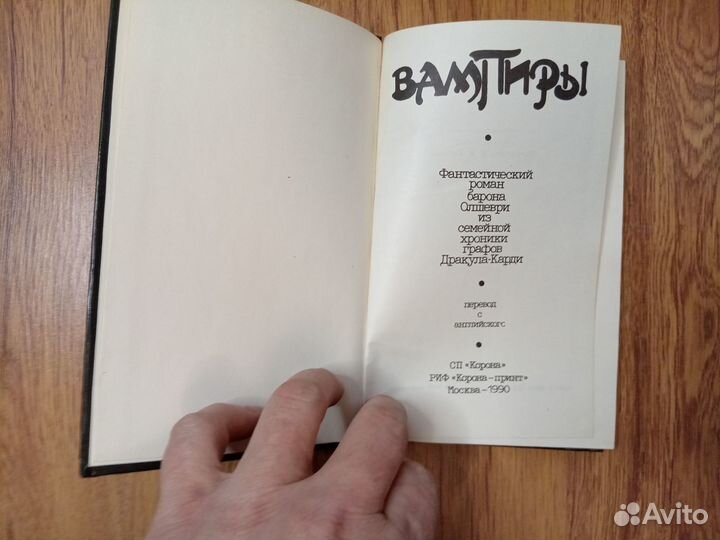 ВАМПИРЫ
Фантастический
роман
барона
Олшеври
из
семейной
хроники
графов
Дракула-Карди
перевод
с
английского
СП «Корона»
РИФ «Корона-принт»
Москва-1990
Avito